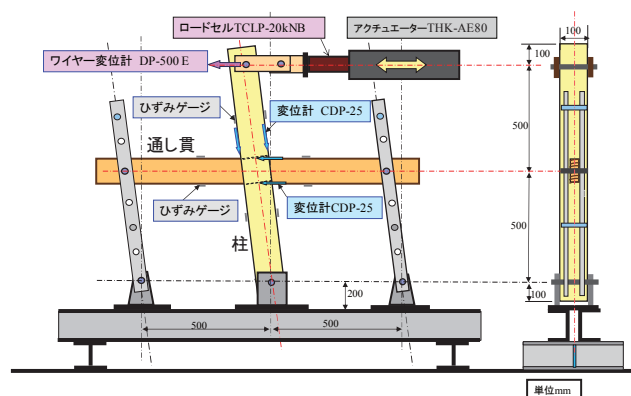 ロードセルTCLP-20kNB
アクチュエーターTHK-AE80
ワイヤー変位計 DP-500 E
100
100
ひずみゲージ
変位計 CDP-25
500
通し貫
ひずみゲージ
変位計CDP-25
500
柱
200
100
500
500
単位mm